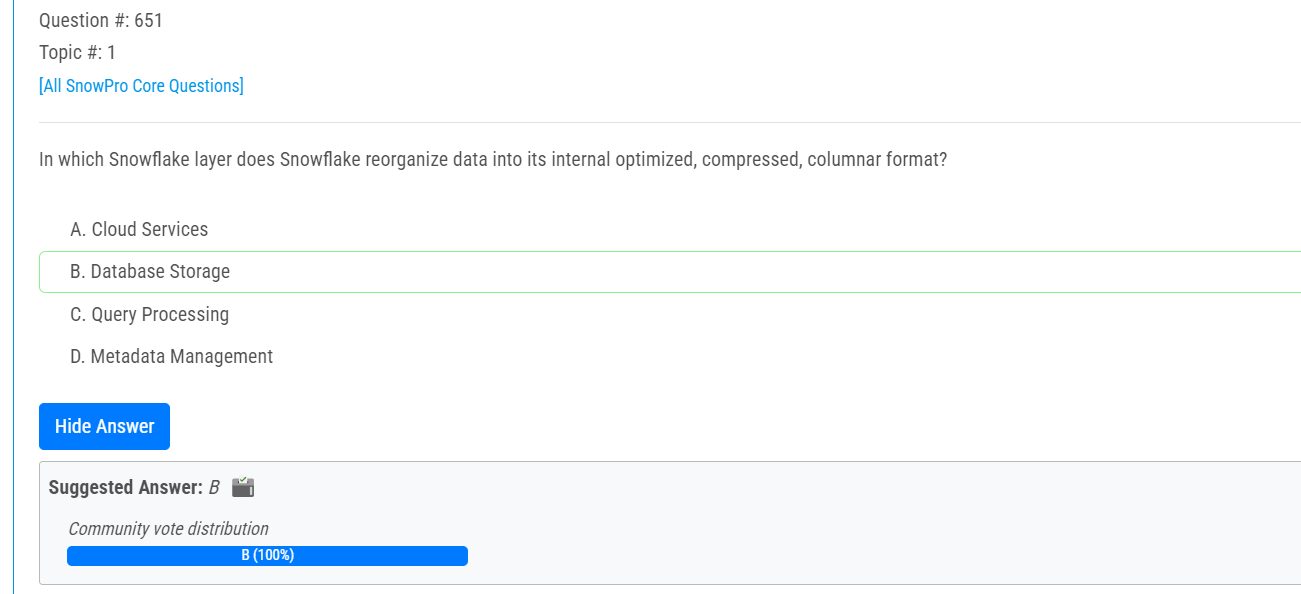 Question #: 651
Topic #: 1
[All SnowPro Core Questions]
In which Snowflake layer does Snowflake reorganize data into its internal optimized, compressed, columnar format?
A. Cloud Services
B. Database Storage
C. Query Processing
D. Metadata Management
Hide Answer
Suggested Answer: B
Community vote distribution
B (100%)